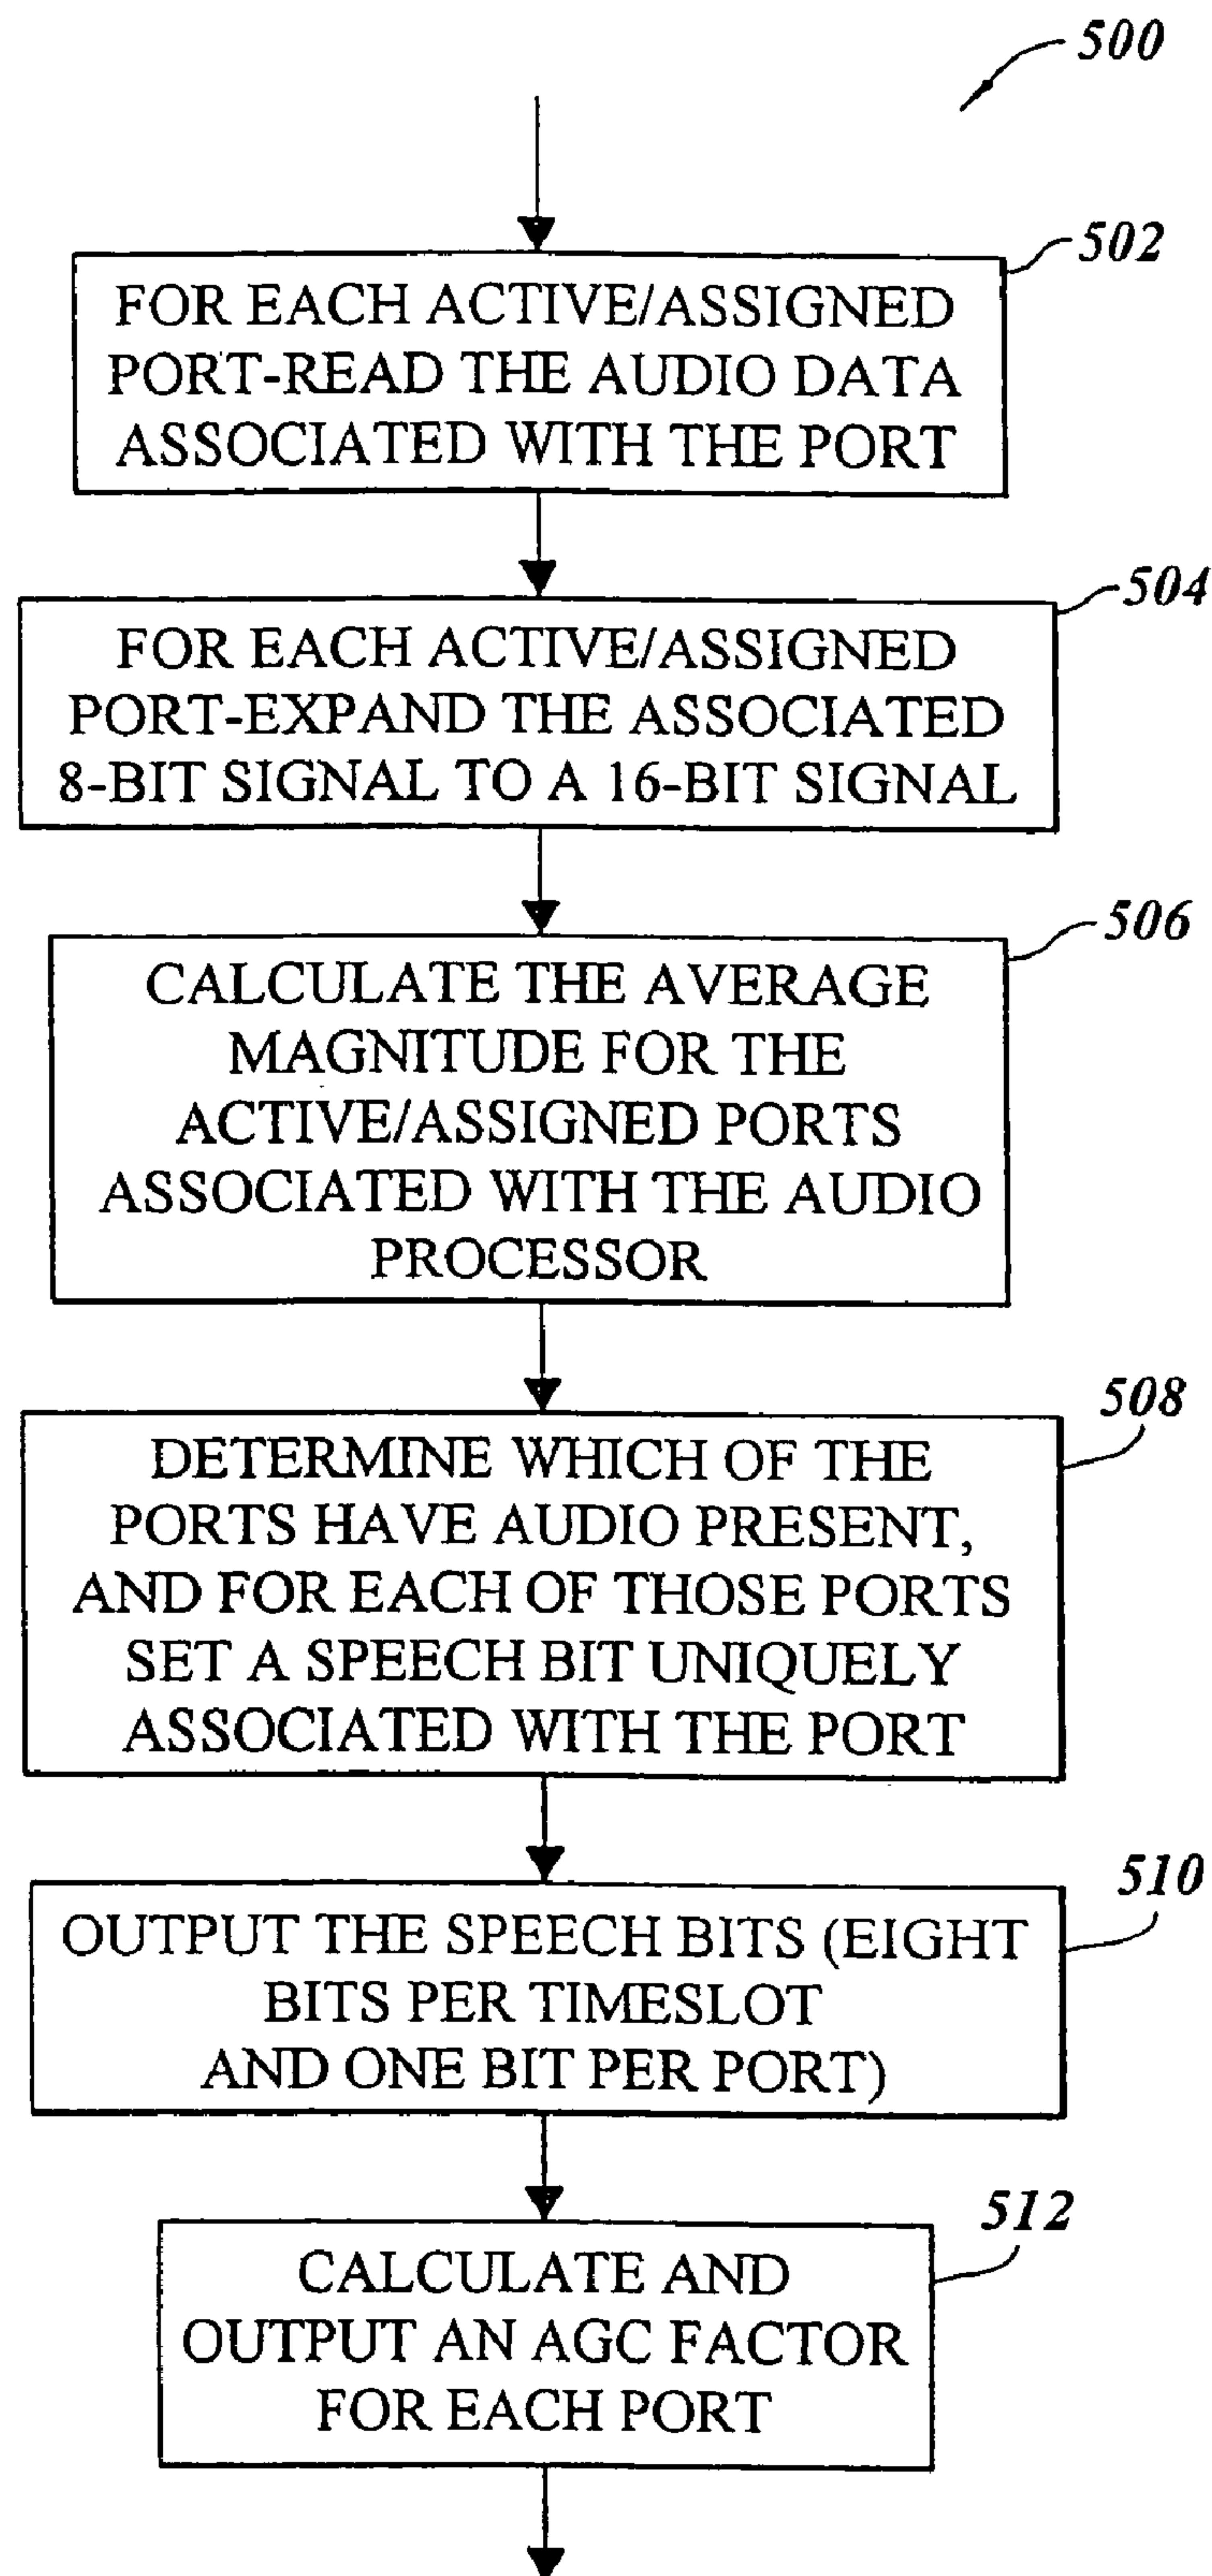 500
502
FOR EACH ACTIVE/ASSIGNED
PORT-READ THE AUDIO DATA
ASSOCIATED WITH THE PORT
504
FOR EACH ACTIVE/ASSIGNED
PORT-EXPAND THE ASSOCIATED
8-BIT SIGNAL TO A 16-BIT SIGNAL
506
CALCULATE THE AVERAGE
MAGNITUDE FOR THE
ACTIVE/ASSIGNED PORTS
ASSOCIATED WITH THE AUDIO
PROCESSOR
508
DETERMINE WHICH OF THE
PORTS HAVE AUDIO PRESENT,
AND FOR EACH OF THOSE PORTS
SET A SPEECH BIT UNIQUELY
ASSOCIATED WITH THE PORT
510
OUTPUT THE SPEECH BITS (EIGHT
BITS PER TIMESLOT
AND ONE BIT PER PORT)
512
CALCULATE AND
OUTPUT AN AGC FACTOR
FOR EACH PORT